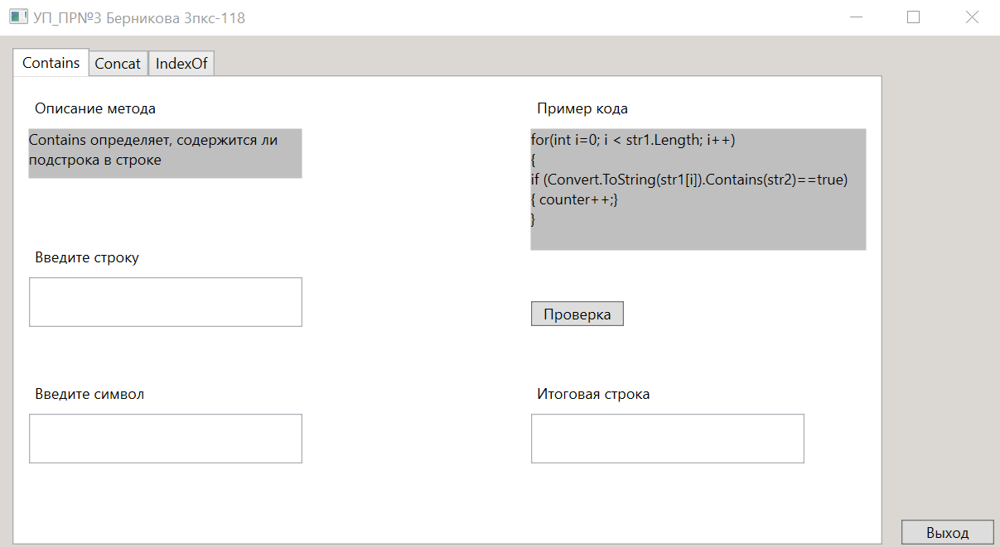 УП_ПР№3 Берникова 3пкс-118
Contains Concat IndexOf
Описание метода
Contains определяет, содержится ли
подстрока в строке
Пример кода
for(int i=0; i < str1.Length; i++)
{
if (Convert.ToString(str1[i]).Contains(str2)==true)
{ counter++;}
}
Введите строку
Проверка
Введите символ
Итоговая строка
Выход